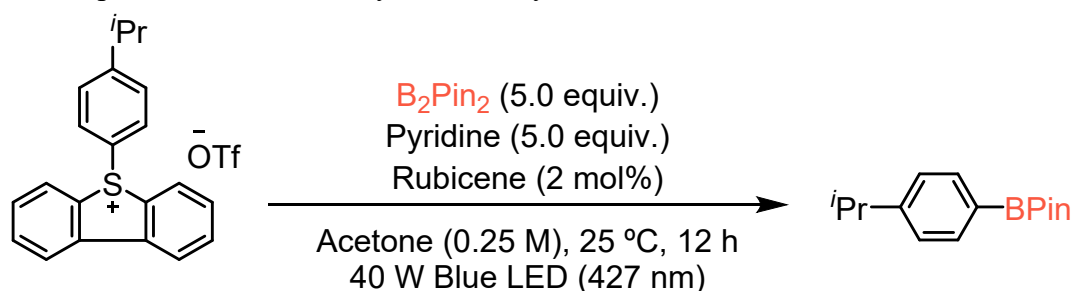 iPr
B2Pin2 (5.0 equiv.)
Pyridine (5.0 equiv.)
Rubicene (2 mol%)
−OTf
S+
iPr
BPin
Acetone (0.25 M), 25 ºC, 12 h
40 W Blue LED (427 nm)